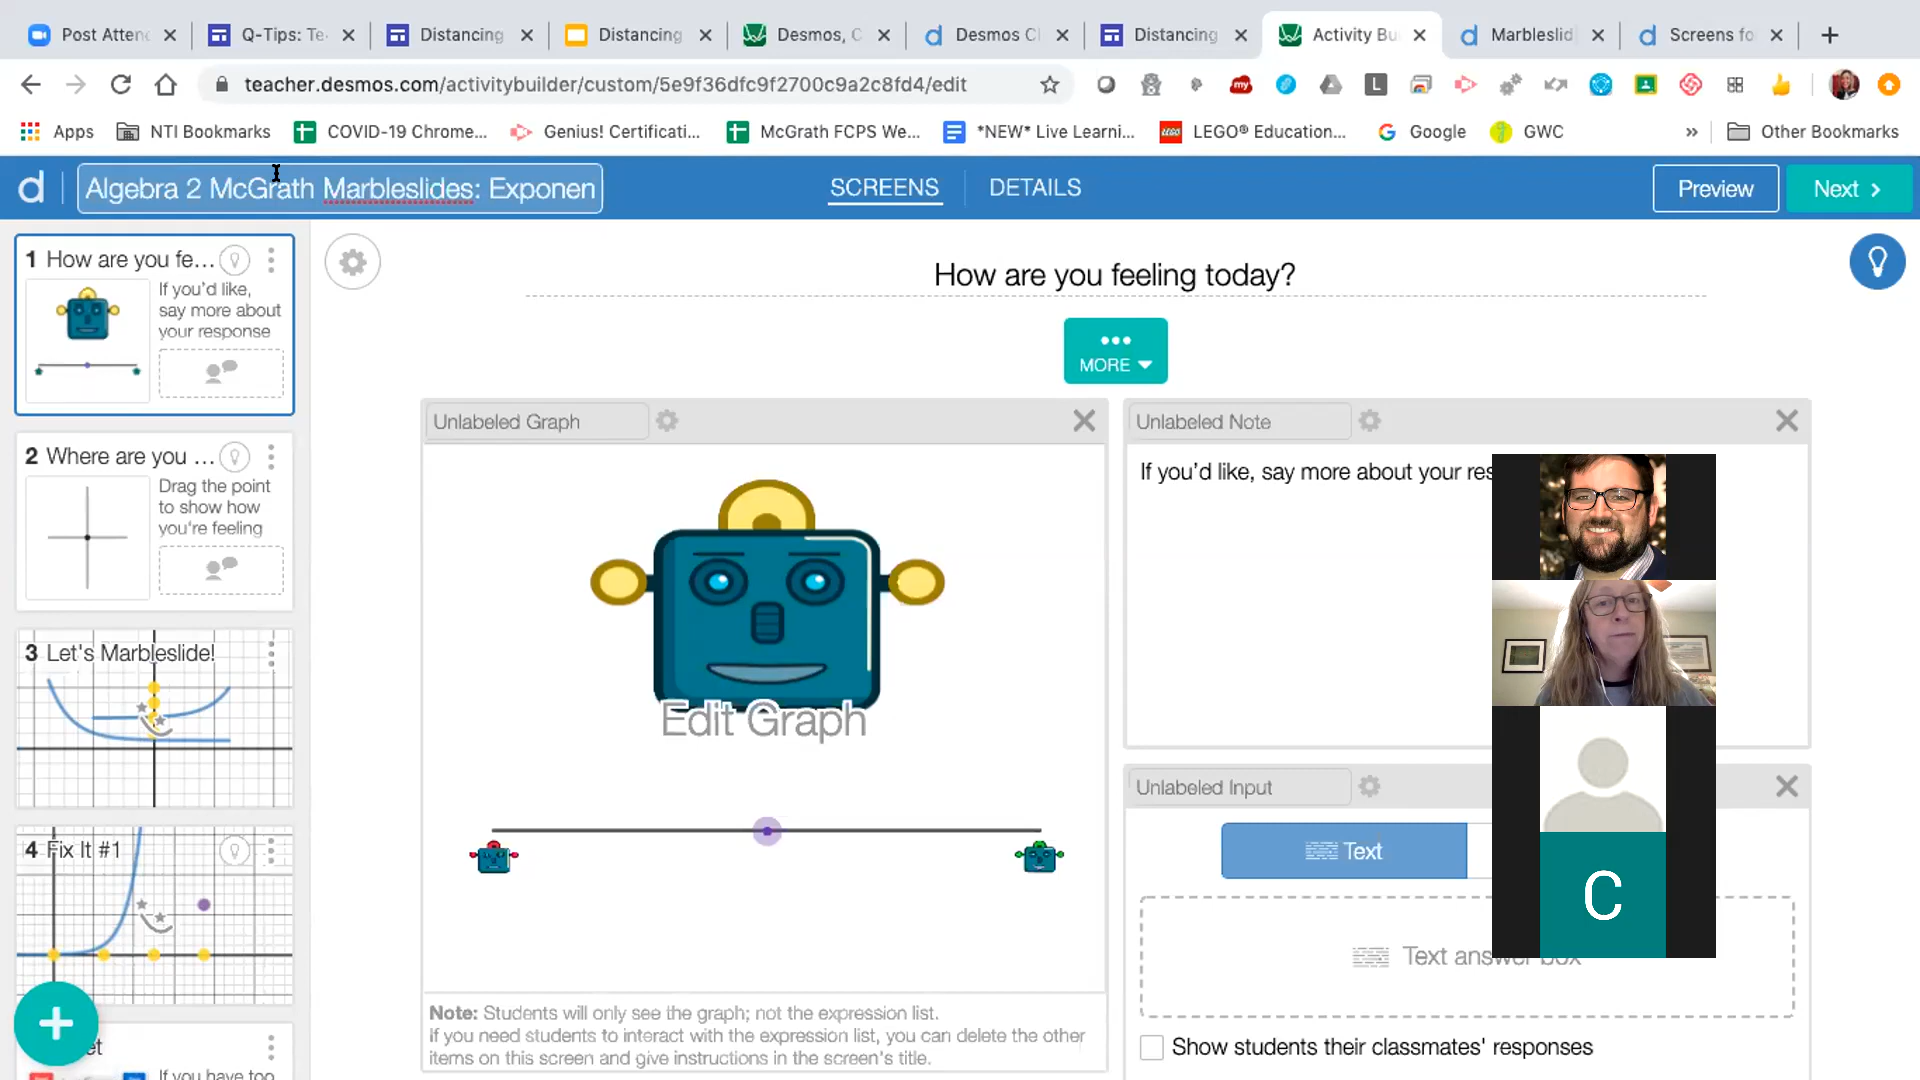 Post Atten
Q-Tips: Te
Distancing
Distancing
Desmos, C
Desmos Cl
Distancing
Activity Bu
Marbleslid
Screens fo
teacher.desmos.com/activitybuilder/custom/5e9f36dfc9f2700c9a2c8fd4/edit
Apps
NTI Bookmarks
COVID-19 Chrome...
Genius! Certificati...
McGrath FCPS We...
*NEW* Live Learni...
LEGO® Education...
Google
GWC
»
Other Bookmarks
d
Algebra 2 McGrath Marbleslides: Exponen
SCREENS
DETAILS
Preview
Next >
1 How are you fe...
If you'd like,
say more about
your response
2 Where are you ...
Drag the point
to show how
you're feeling
3 Let's Marbleslide!
4 Fix It #1
et
If you have too
How are you feeling today?
MORE
Unlabeled Graph
Edit Graph
Note: Students will only see the graph; not the expression list.
If you need students to interact with the expression list, you can delete the other
items on this screen and give instructions in the screen's title.
Unlabeled Note
If you'd like, say more about your res
Unlabeled Input
Text
Text answer box
Show students their classmates' responses
C